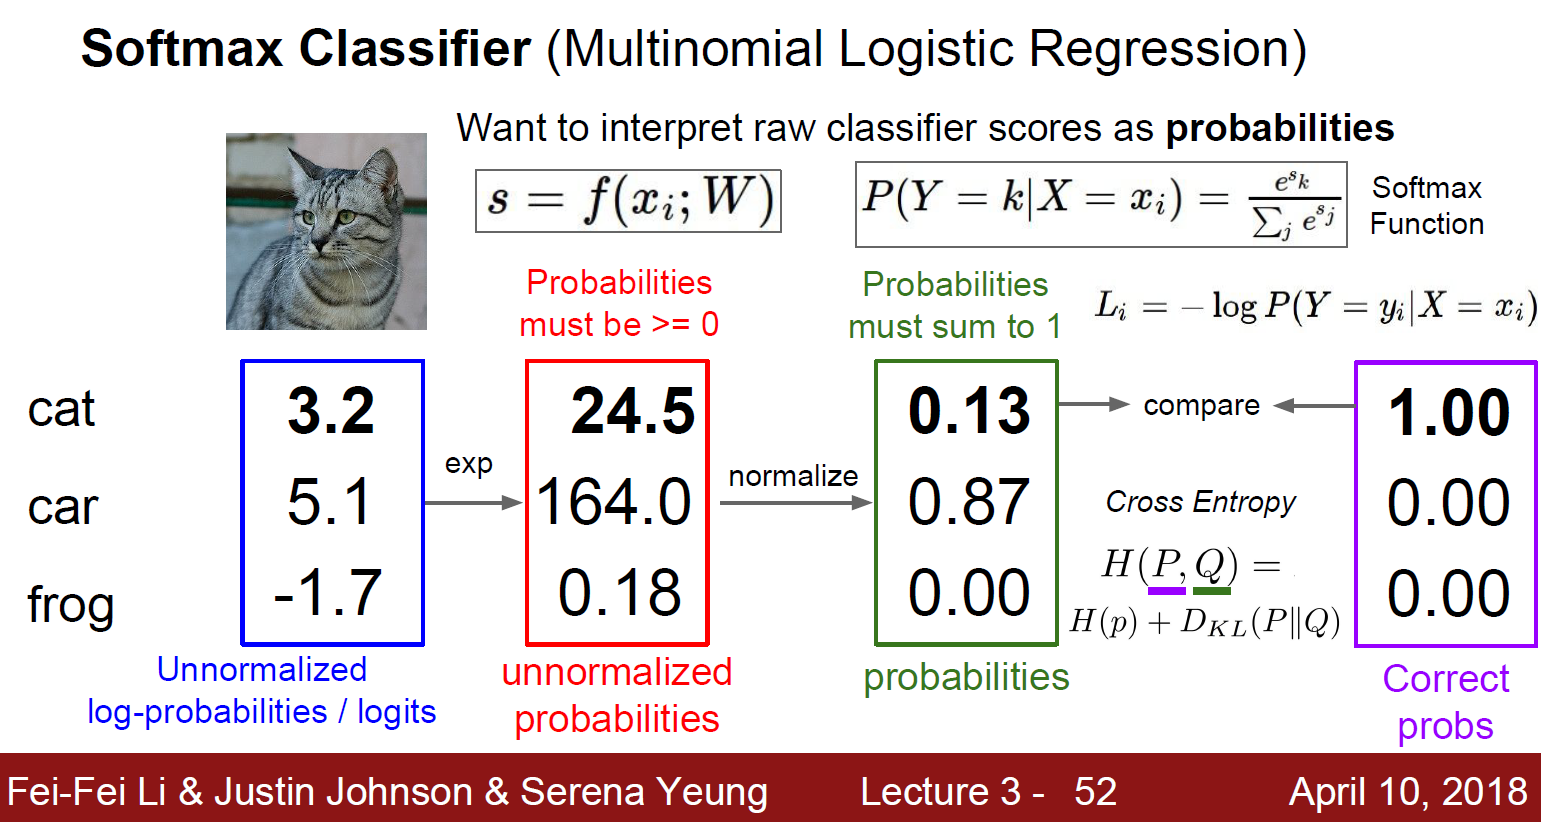 Softmax Classifier (Multinomial Logistic Regression)
Want to interpret raw classifier scores as probabilities
s = f(x_i; W)
P(Y = k|X = x_i) = \frac{e^{s_k}}{\sum_j e^{s_j}}
Softmax
Function
Probabilities
must be >= 0
Probabilities
must sum to 1
L_i = − log P(Y = y_i|X = x_i)
cat
3.2
24.5
0.13
compare
1.00
exp
normalize
car
5.1
164.0
0.87
Cross Entropy
0.00
H(P, Q) =
H(p) + D_{KL}(P‖Q)
frog
-1.7
0.18
0.00
0.00
Unnormalized
log-probabilities / logits
unnormalized
probabilities
probabilities
Correct
probs
Fei-Fei Li & Justin Johnson & Serena Yeung
Lecture 3 - 52
April 10, 2018